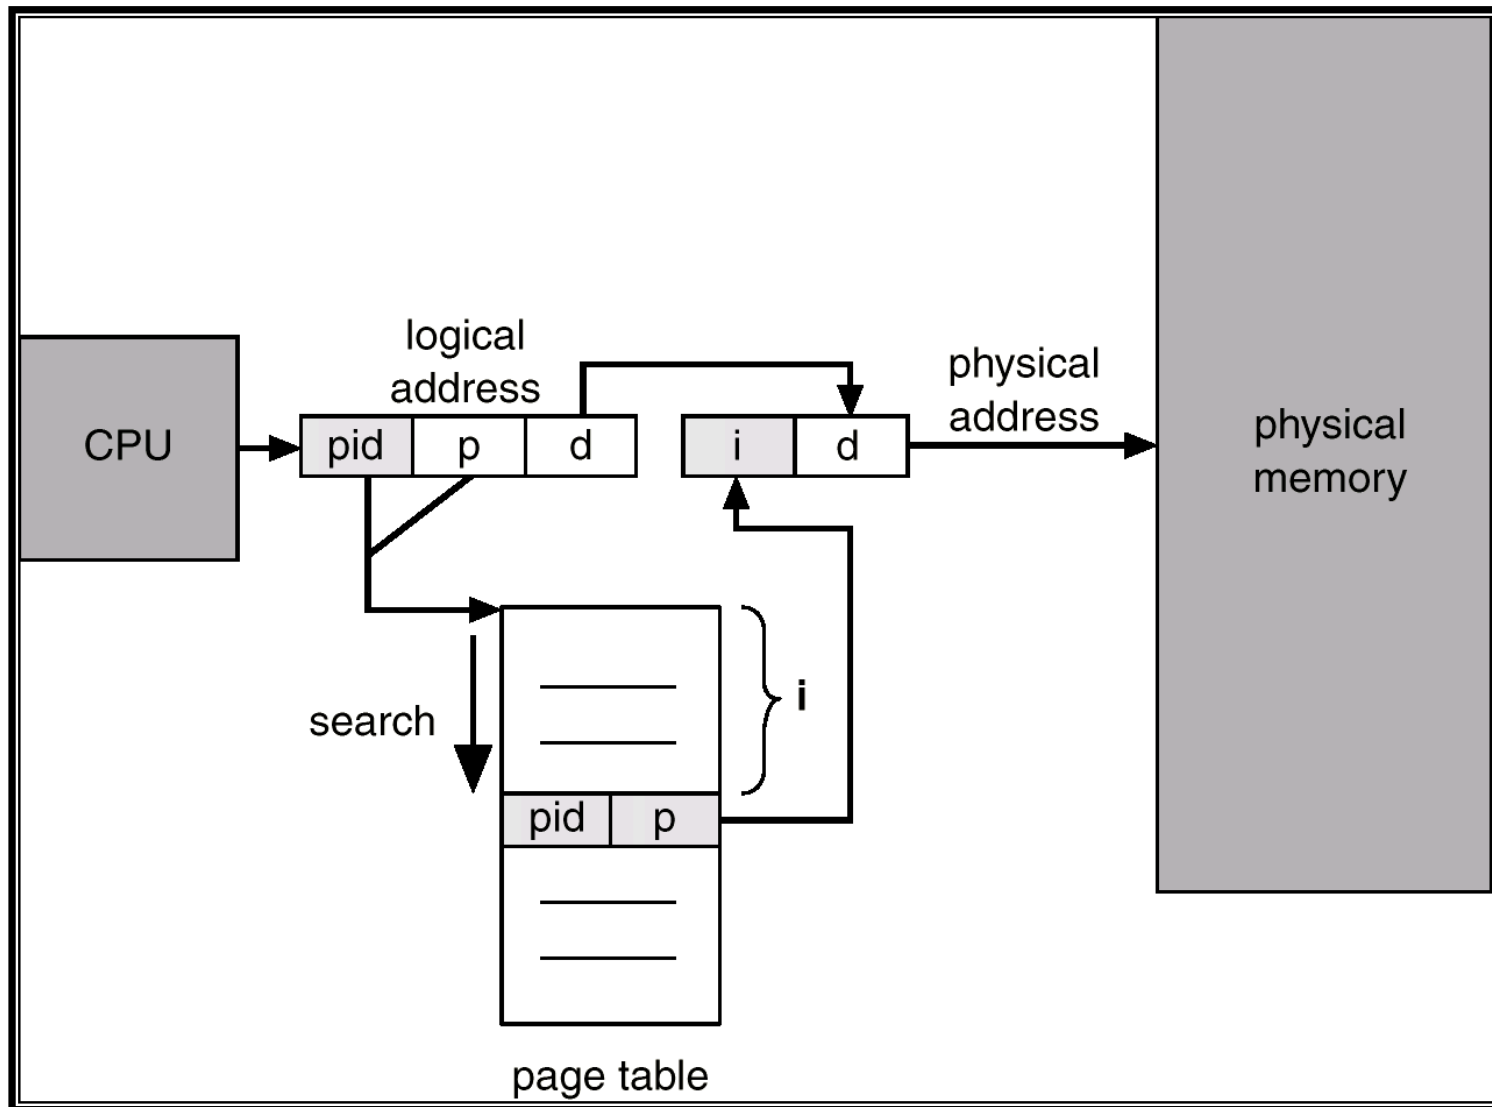 logical
address
physical
address
CPU
pid
p
d
i
d
physical
memory
search
i
pid
p
page table